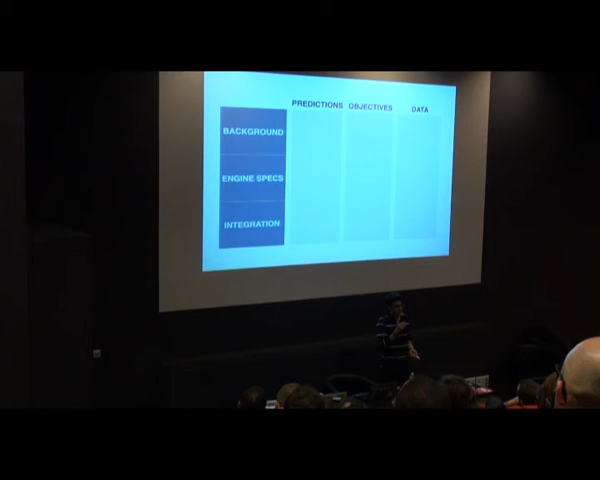 PREDICTIONS OBJECTIVES DATA
BACKGROUND
ENGINE SPECS
INTEGRATION